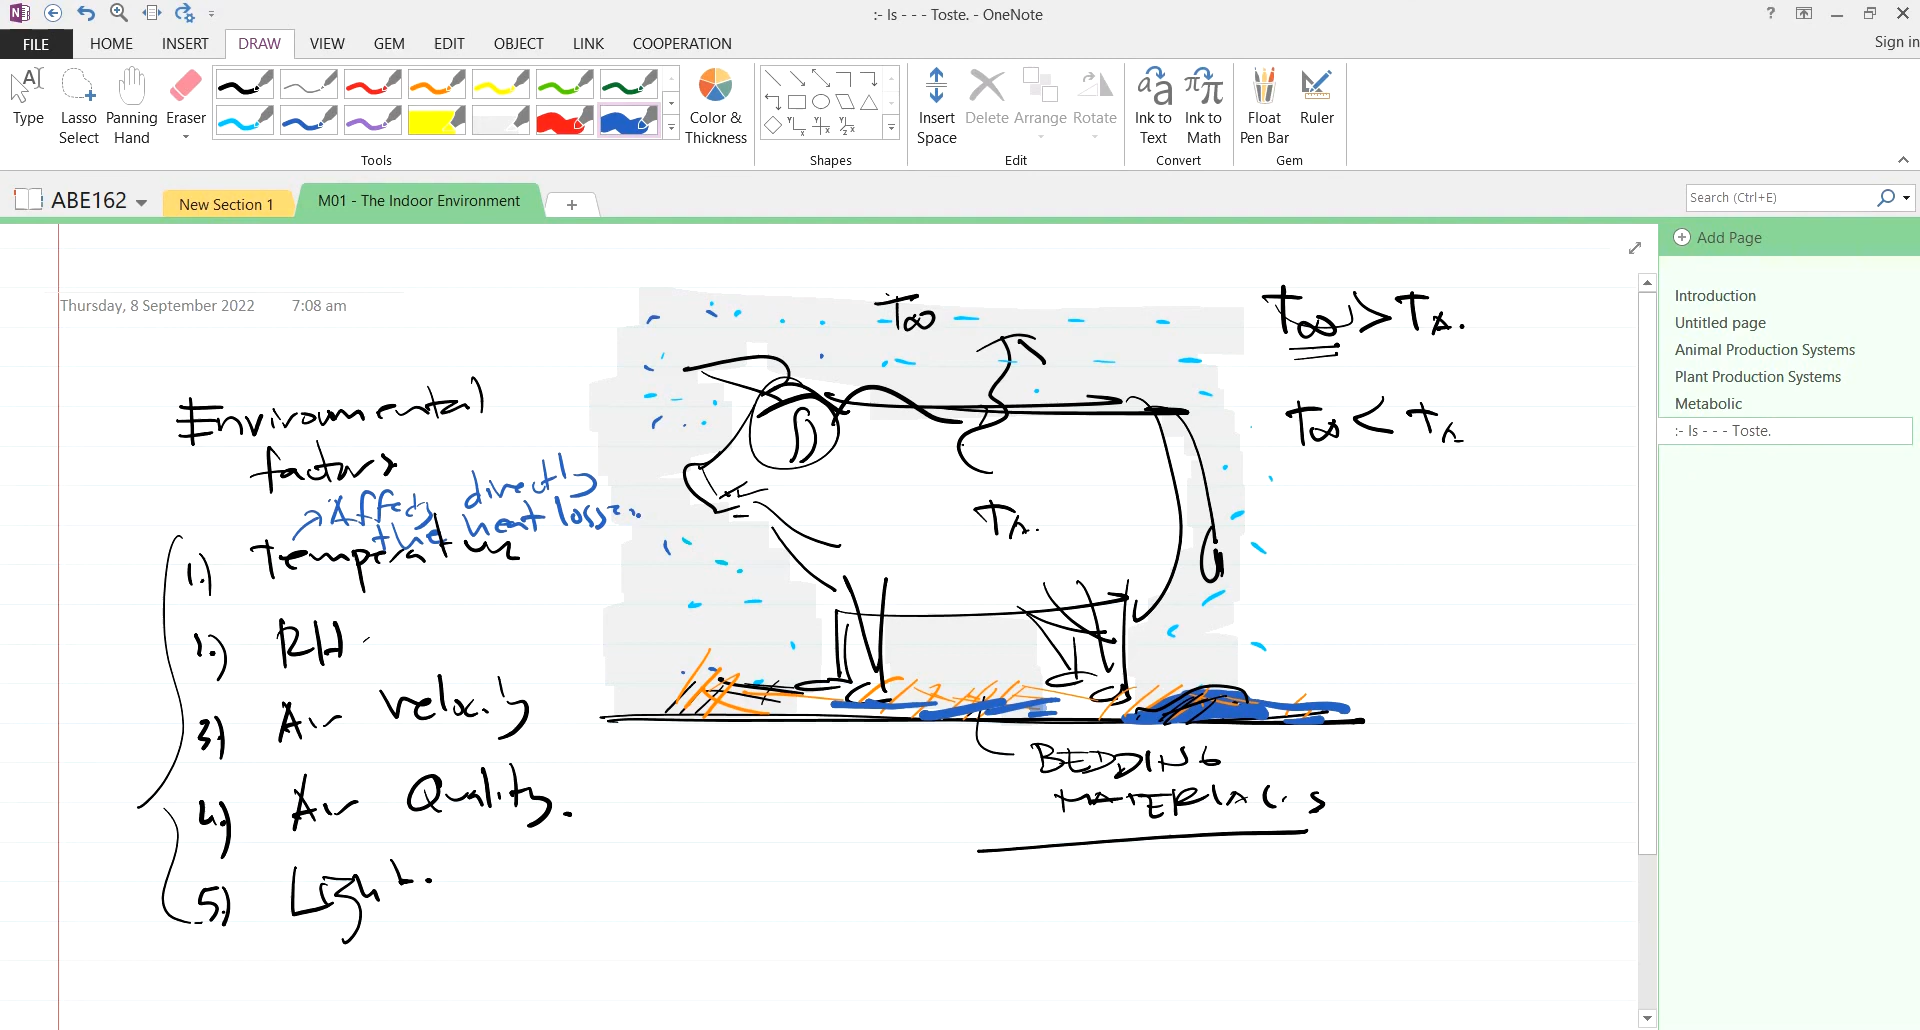 :- Is - - - Toste. - OneNote
?
FILE HOME INSERT DRAW VIEW GEM EDIT OBJECT LINK COOPERATION
Sign in
Type
Lasso Select
Panning Hand
Eraser
Color & Thickness
Insert Space
Delete
Arrange
Rotate
Ink to Text
Ink to Math
Float Pen Bar
Ruler
Tools Shapes Edit Convert Gem
ABE162 New Section 1 M01 - The Indoor Environment +
Search (Ctrl+E)
Add Page
Introduction
Untitled page
Animal Production Systems
Plant Production Systems
Metabolic
:- Is - - - Toste.
Thursday, 8 September 2022 7:08 am
Environmental
factors
Affects directly
the heat losses.
1.) temperature
2.) RH
3.) Air velocity
4.) Air Quality.
5.) Light.
T∞
TA.
T∞ > TA.
T∞ < TA
BEDDING
MATERIALS